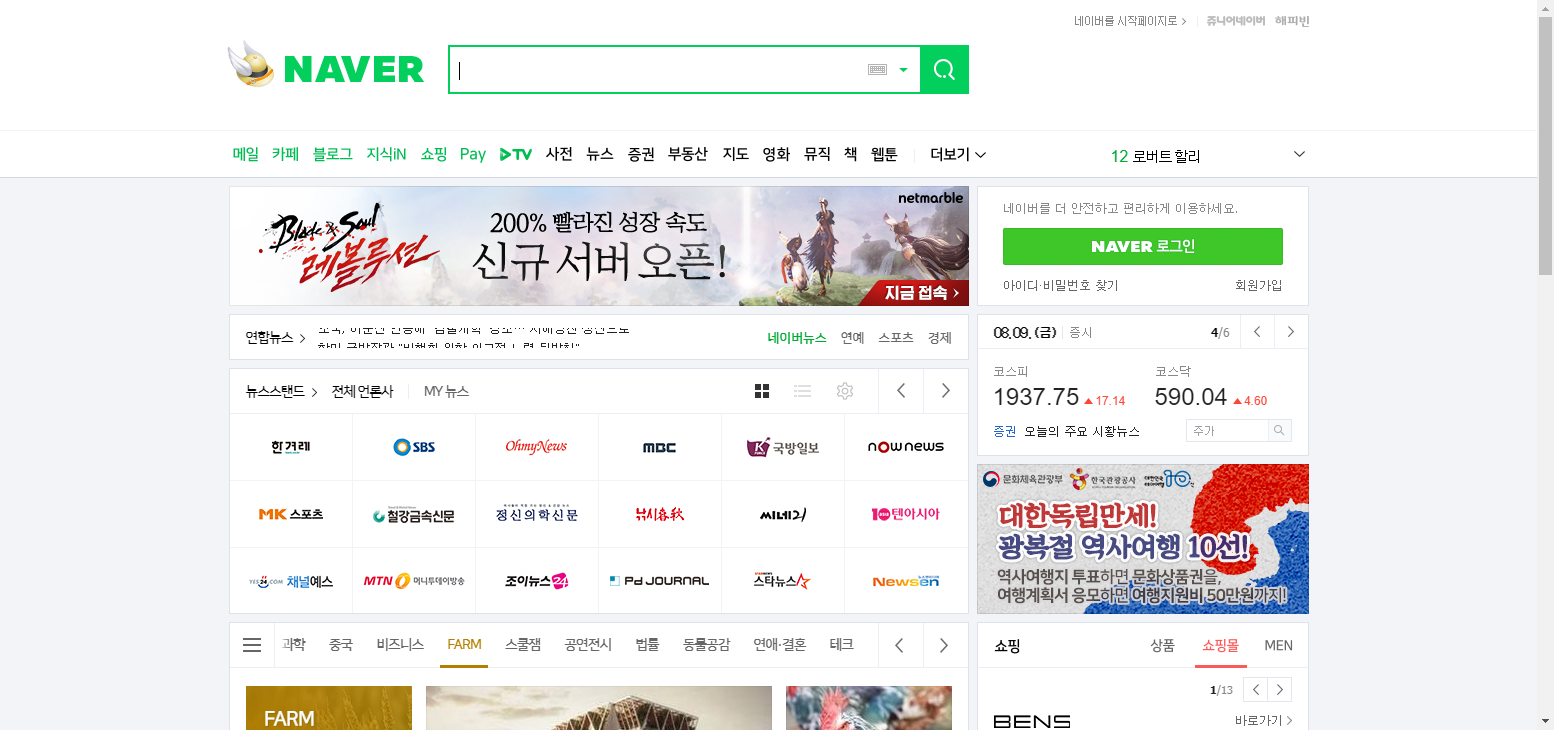 네이버를 시작페이지로
쥬니어네이버 해피빈
NAVER
메일 카페 블로그 지식iN 쇼핑 Pay TV 사전 뉴스 증권 부동산 지도 영화 뮤직 책 웹툰 더보기
12 로버트 할리
Blade & Soul
레볼루션
200% 빨라진 성장 속도
신규 서버 오픈!
netmarble
지금 접속
네이버를 더 안전하고 편리하게 이용하세요.
NAVER 로그인
아이디·비밀번호 찾기 회원가입
연합뉴스
네이버뉴스 연예 스포츠 경제
08.09. (금) 증시 4/6
코스피 코스닥
1937.75 17.14 590.04 4.60
증권 오늘의 주요 시황뉴스 주가
뉴스스탠드 전체 언론사 MY 뉴스
한겨레 SBS OhmyNews MBC 국방일보 nownews
MK 스포츠 철강금속신문 정신의학신문 낚시春秋 씨네21 10텐아시아
YES24.COM 채널예스 MTN 머니투데이방송 조이뉴스24 Pd JOURNAL 스타뉴스 Newsen
문화체육관광부 한국관광공사
대한독립만세!
광복절 역사여행 10선!
역사여행지 투표하면 문화상품권을,
여행계획서 응모하면 여행지원비 50만원까지!
과학 중국 비즈니스 FARM 스쿨잼 공연전시 법률 동물공감 연애·결혼 테크
쇼핑 상품 쇼핑몰 MEN
1/13
FARM
BENS 바로가기